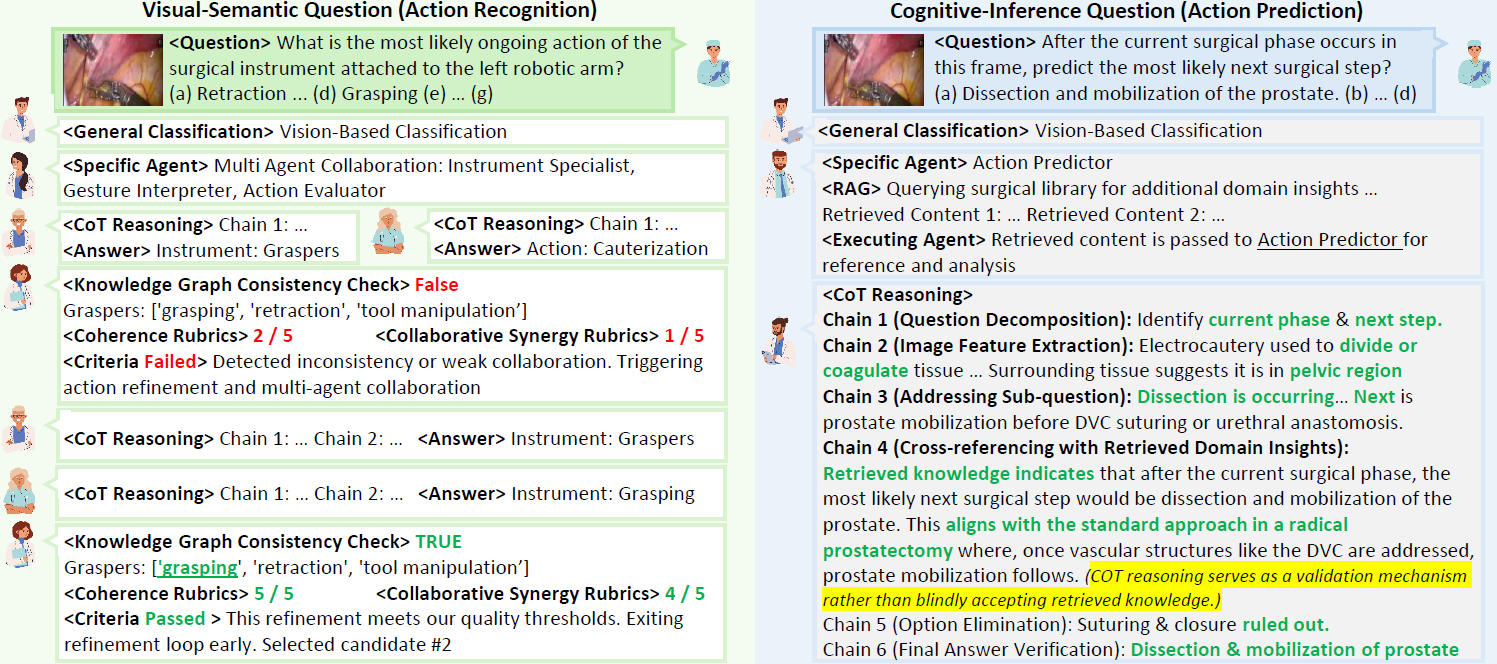 Visual-Semantic Question (Action Recognition)
<Question> What is the most likely ongoing action of the
surgical instrument attached to the left robotic arm?
(a) Retraction ... (d) Grasping (e) ... (g)
<General Classification> Vision-Based Classification
<Specific Agent> Multi Agent Collaboration: Instrument Specialist,
Gesture Interpreter, Action Evaluator
<CoT Reasoning> Chain 1: ...
<Answer> Instrument: Graspers
<CoT Reasoning> Chain 1: ...
<Answer> Action: Cauterization
<Knowledge Graph Consistency Check> False
Graspers: ['grasping', 'retraction', 'tool manipulation’]
<Coherence Rubrics> 2 / 5 <Collaborative Synergy Rubrics> 1 / 5
<Criteria Failed> Detected inconsistency or weak collaboration. Triggering
action refinement and multi-agent collaboration
<CoT Reasoning> Chain 1: ... Chain 2: ... <Answer> Instrument: Graspers
<CoT Reasoning> Chain 1: ... Chain 2: ... <Answer> Instrument: Grasping
<Knowledge Graph Consistency Check> TRUE
Graspers: ['grasping', 'retraction', 'tool manipulation’]
<Coherence Rubrics> 5 / 5 <Collaborative Synergy Rubrics> 4 / 5
<Criteria Passed > This refinement meets our quality thresholds. Exiting
refinement loop early. Selected candidate #2
Cognitive-Inference Question (Action Prediction)
<Question> After the current surgical phase occurs in
this frame, predict the most likely next surgical step?
(a) Dissection and mobilization of the prostate. (b) ... (d)
<General Classification> Vision-Based Classification
<Specific Agent> Action Predictor
<RAG> Querying surgical library for additional domain insights ...
Retrieved Content 1: ... Retrieved Content 2: ...
<Executing Agent> Retrieved content is passed to Action Predictor for
reference and analysis
<CoT Reasoning>
Chain 1 (Question Decomposition): Identify current phase & next step.
Chain 2 (Image Feature Extraction): Electrocautery used to divide or
coagulate tissue ... Surrounding tissue suggests it is in pelvic region
Chain 3 (Addressing Sub-question): Dissection is occurring... Next is
prostate mobilization before DVC suturing or urethral anastomosis.
Chain 4 (Cross-referencing with Retrieved Domain Insights):
Retrieved knowledge indicates that after the current surgical phase, the
most likely next surgical step would be dissection and mobilization of the
prostate. This aligns with the standard approach in a radical
prostatectomy where, once vascular structures like the DVC are addressed,
prostate mobilization follows. (COT reasoning serves as a validation mechanism
rather than blindly accepting retrieved knowledge.)
Chain 5 (Option Elimination): Suturing & closure ruled out.
Chain 6 (Final Answer Verification): Dissection & mobilization of prostate